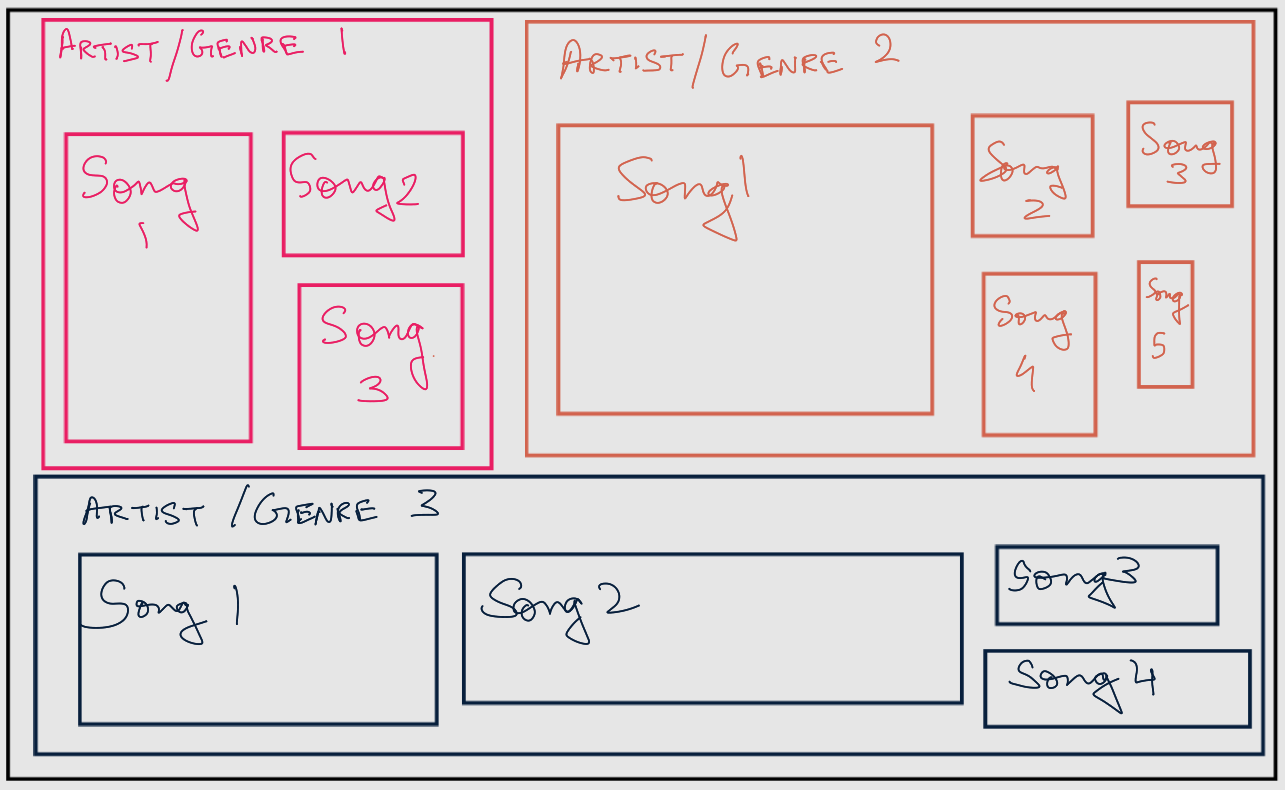 ARTIST/GENRE 1
Song
1
Song2
Song
3
ARTIST/GENRE 2
Song1
Song
2
Song
3
Song
4
Song
5
ARTIST/GENRE 3
Song 1
Song 2
Song3
Song 4